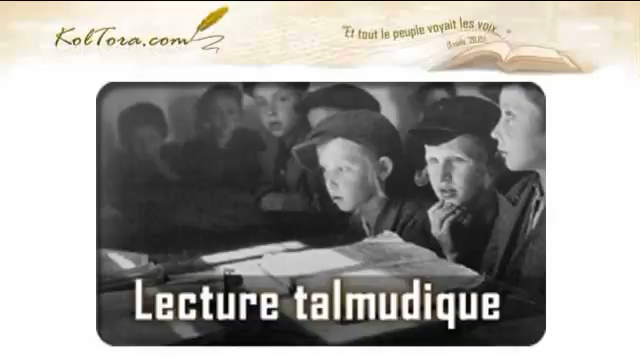 KolTora.com
"Et tout le peuple voyait les voix..."
Lecture talmudique